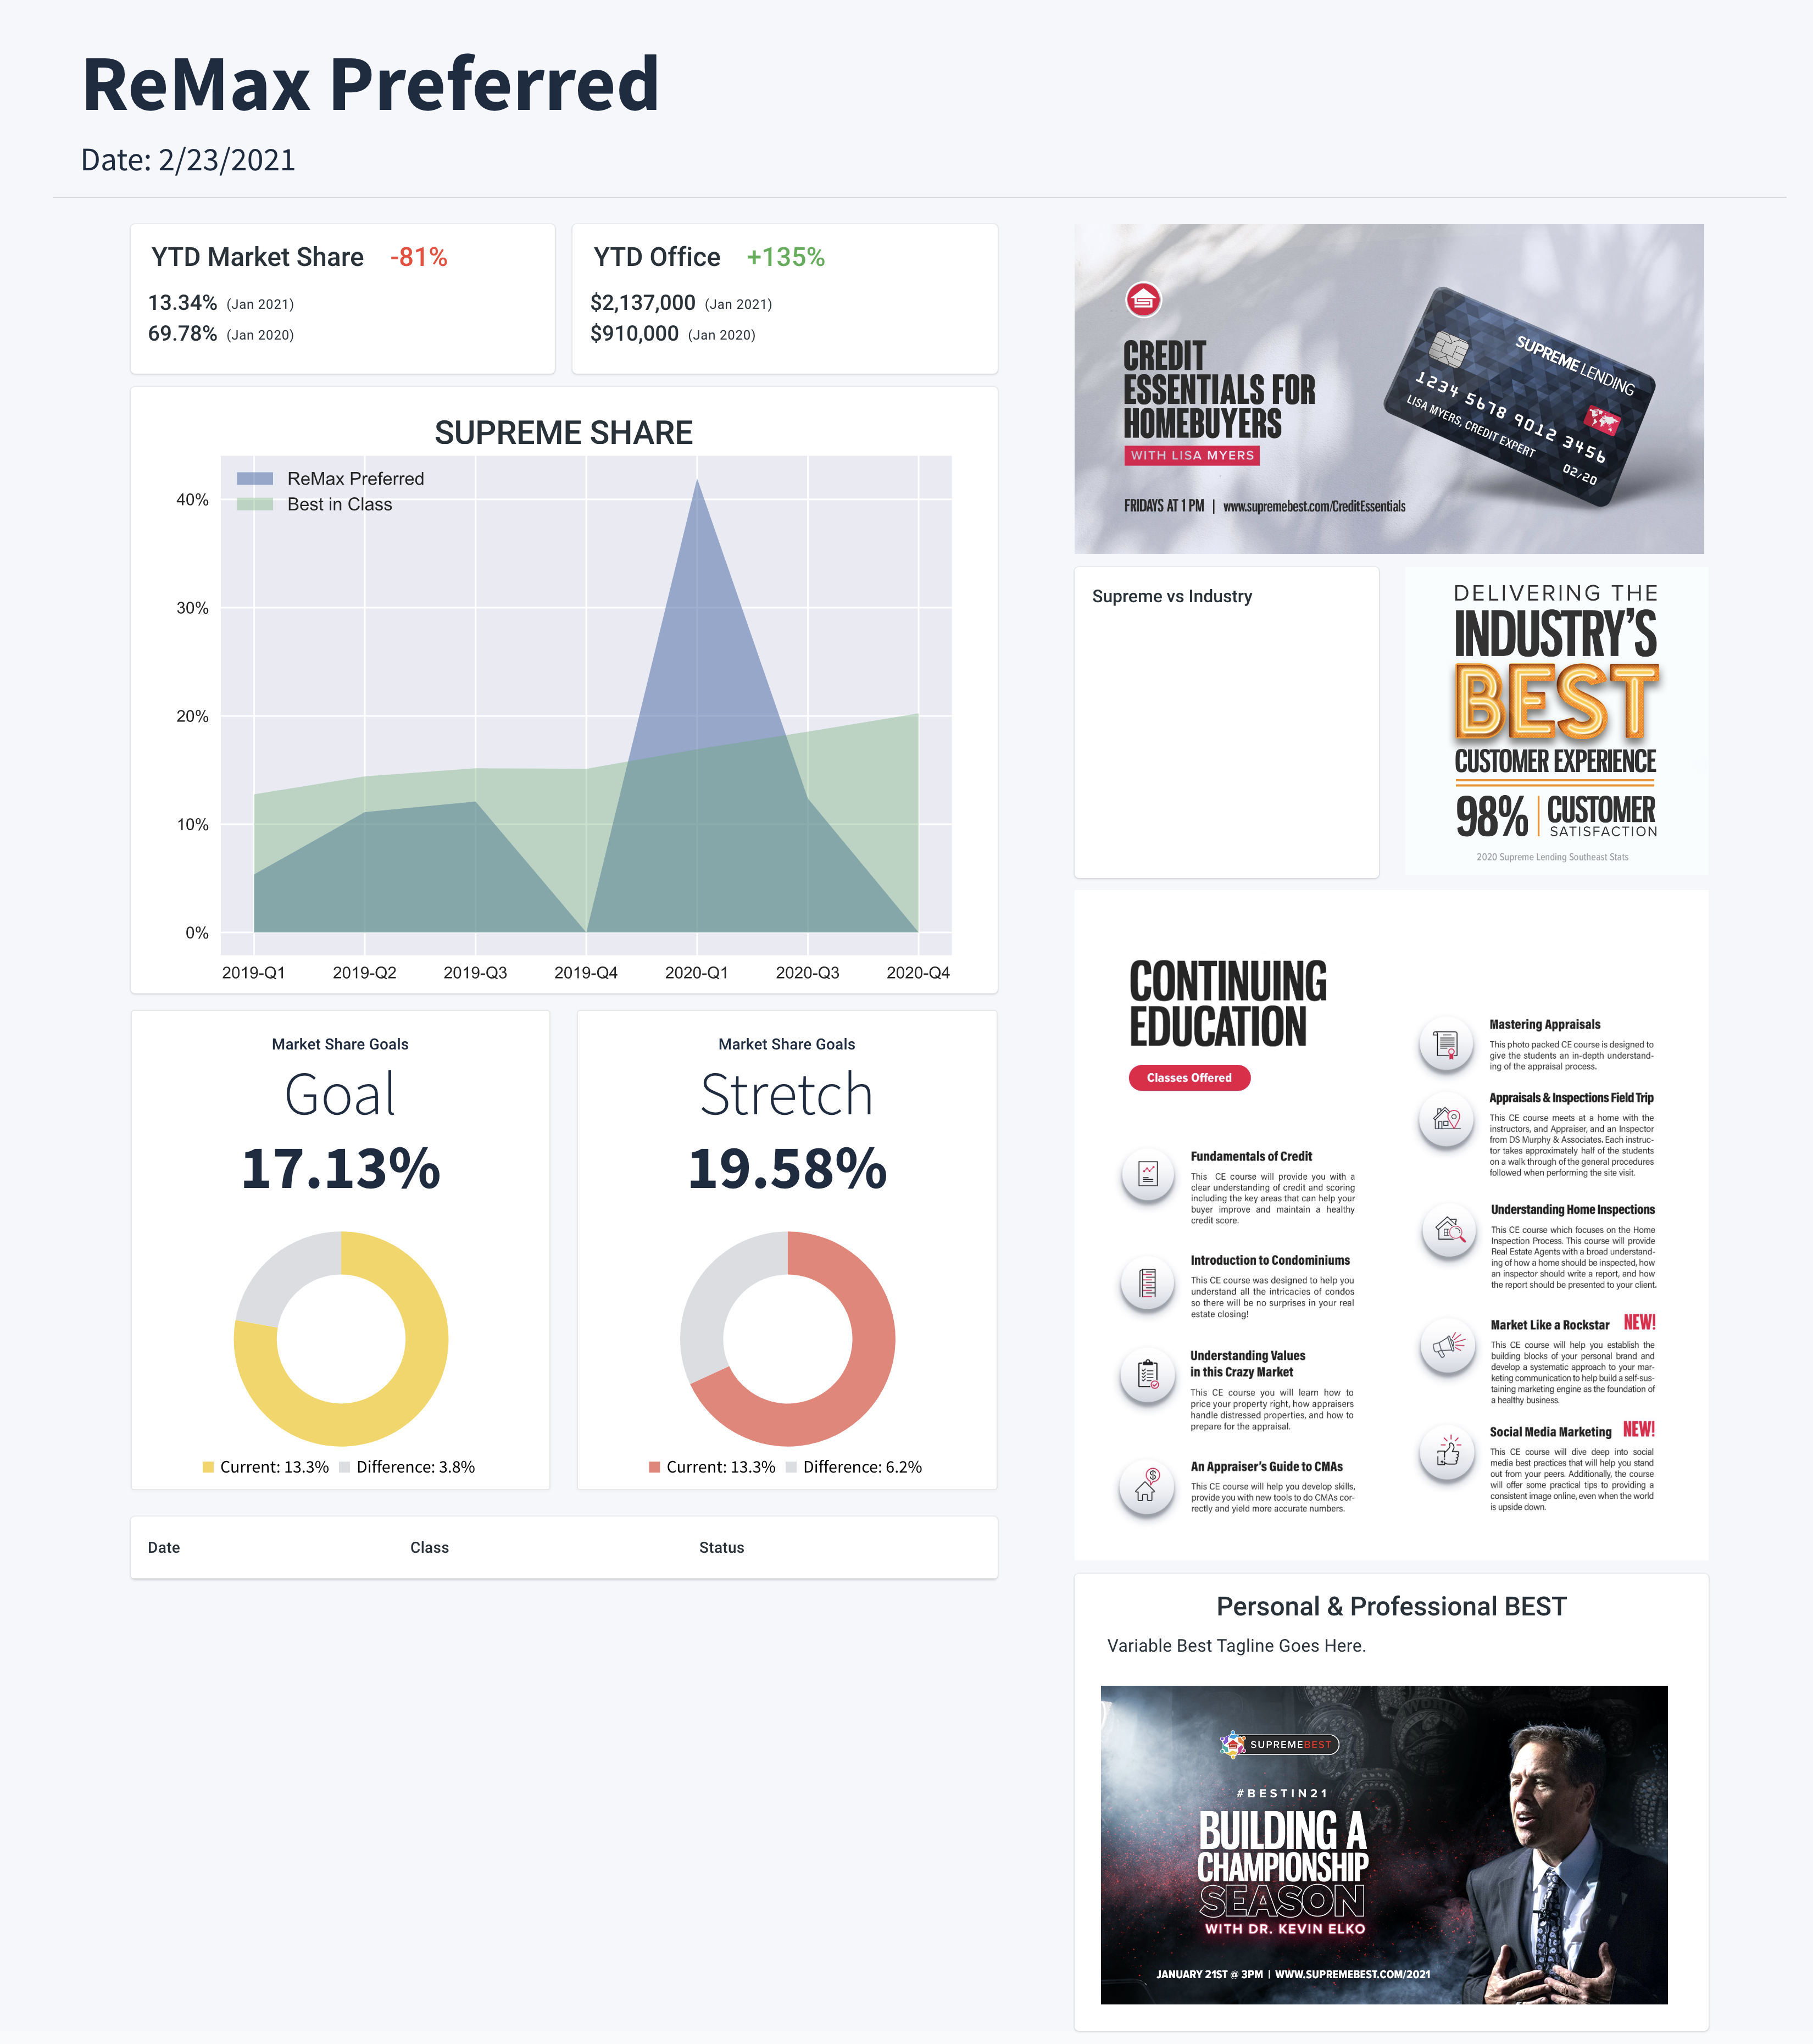 ReMax Preferred
Date: 2/23/2021
YTD Market Share -81%
13.34% (Jan 2021)
69.78% (Jan 2020)
YTD Office +135%
$2,137,000 (Jan 2021)
$910,000 (Jan 2020)
SUPREME SHARE
ReMax Preferred
Best in Class
40%
30%
20%
10%
0%
2019-Q1 2019-Q2 2019-Q3 2019-Q4 2020-Q1 2020-Q3 2020-Q4
Market Share Goals
Goal
17.13%
Current: 13.3% Difference: 3.8%
Market Share Goals
Stretch
19.58%
Current: 13.3% Difference: 6.2%
Date Class Status
CREDIT
ESSENTIALS FOR
HOMEBUYERS
WITH LISA MYERS
FRIDAYS AT 1 PM | www.supremebest.com/CreditEssentials
SUPREME LENDING
1234 5678 9012 3456
LISA MYERS, CREDIT EXPERT
02/20
Supreme vs Industry
DELIVERING THE
INDUSTRY'S
BEST
CUSTOMER EXPERIENCE
98% | CUSTOMER
SATISFACTION
2020 Supreme Lending Southeast Stats
CONTINUING
EDUCATION
Classes Offered
Fundamentals of Credit
This CE course will provide you with a
clear understanding of credit and scoring
including the key areas that can help your
buyer improve and maintain a healthy
credit score.
Introduction to Condominiums
This CE course was designed to help you
understand all the intricacies of condos
so there will be no surprises in your real
estate closing!
Understanding Values
in this Crazy Market
This CE course you will learn how to
price your property right, how appraisers
handle distressed properties, and how to
prepare for the appraisal.
An Appraiser's Guide to CMAs
This CE course will help you develop skills,
provide you with new tools to do CMAs cor-
rectly and yield more accurate numbers.
Mastering Appraisals
This photo packed CE course is designed to
give the students an in-depth understand-
ing of the appraisal process.
Appraisals & Inspections Field Trip
This CE course meets at a home with the
instructors, and Appraiser, and an Inspector
from DS Murphy & Associates. Each instruc-
tor takes approximately half of the students
on a walk through of the general procedures
followed when performing the site visit.
Understanding Home Inspections
This CE course which focuses on the Home
Inspection Process. This course will provide
Real Estate Agents with a broad understand-
ing of how a home should be inspected, how
an inspector should write a report, and how
the report should be presented to your client.
Market Like a Rockstar NEW!
This CE course will help you establish the
building blocks of your personal brand and
develop a systematic approach to your mar-
keting communication to help build a self-sus-
taining marketing engine as the foundation of
a healthy business.
Social Media Marketing NEW!
This CE course will dive deep into social
media best practices that will help you stand
out from your peers. Additionally, the course
will offer some practical tips to providing a
consistent image online, even when the world
is upside down.
Personal & Professional BEST
Variable Best Tagline Goes Here.
SUPREMEBEST
#BESTIN21
BUILDING A
CHAMPIONSHIP
SEASON
WITH DR. KEVIN ELKO
JANUARY 21ST @ 3PM | WWW.SUPREMEBEST.COM/2021